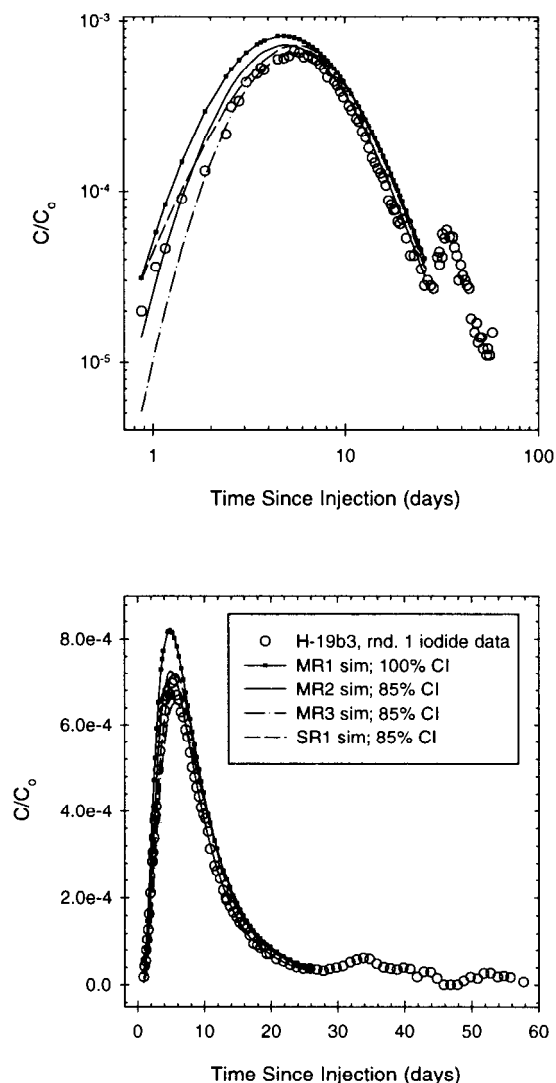 10⁻³
10⁻⁴
10⁻⁵
C/Cₒ
1
10
100
Time Since Injection (days)
8.0e-4
6.0e-4
4.0e-4
2.0e-4
0.0
C/Cₒ
H-19b3, rnd. 1 iodide data
MR1 sim; 100% CI
MR2 sim; 85% CI
MR3 sim; 85% CI
SR1 sim; 85% CI
0 10 20 30 40 50 60
Time Since Injection (days)